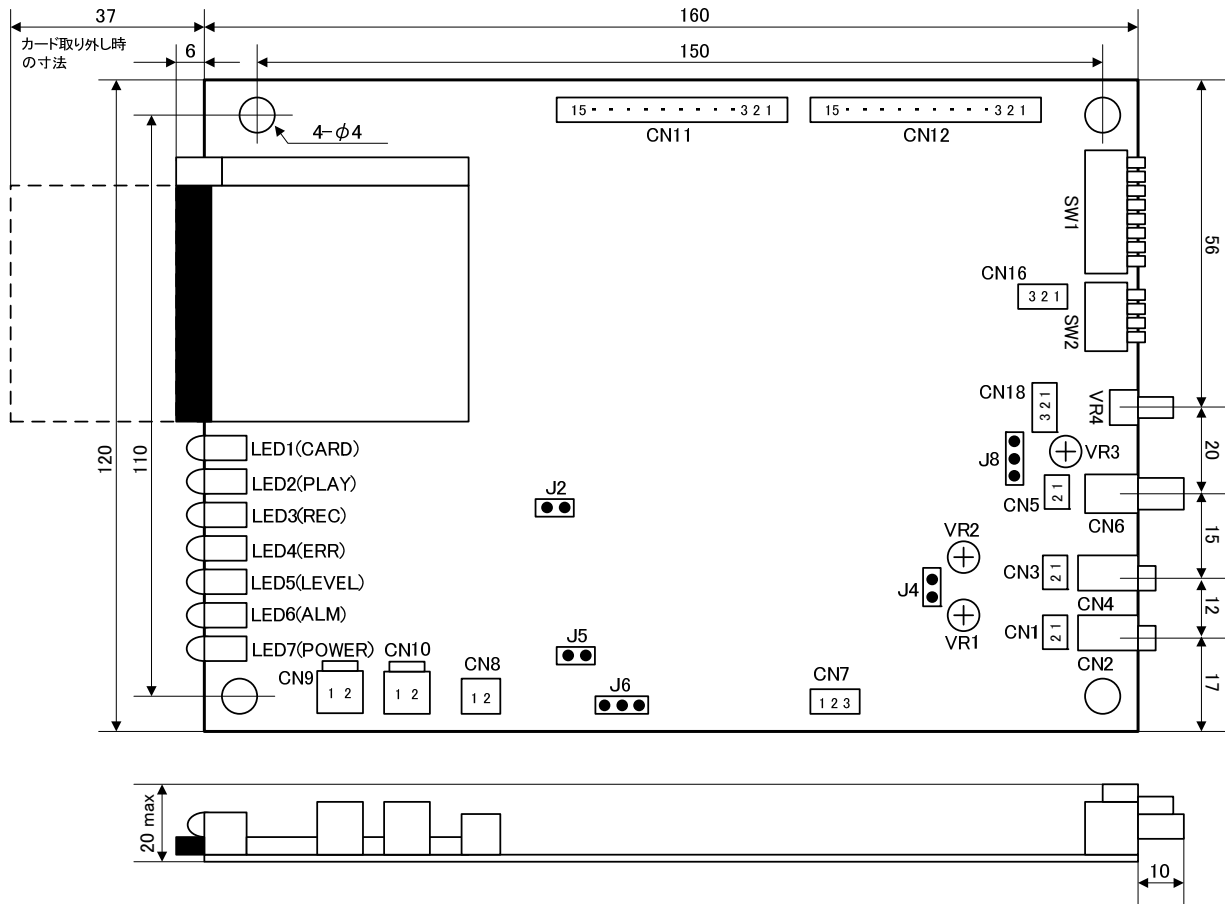 37
160
カード取り外し時
の寸法
6
150
4-φ4
15 ・・・・・・・・・ 3 2 1
CN11
15 ・・・・・・・・・ 3 2 1
CN12
SW1
56
CN16
3 2 1
SW2
CN18
3 2 1
VR4
120
110
20
LED1(CARD)
J8
VR3
LED2(PLAY)
J2
CN5
2 1
CN6
LED3(REC)
15
LED4(ERR)
VR2
LED5(LEVEL)
J4
CN3
2 1
CN4
12
LED6(ALM)
VR1
CN1
2 1
CN2
LED7(POWER)
CN9
1 2
CN10
1 2
CN8
1 2
J5
J6
CN7
1 2 3
17
20 max
10